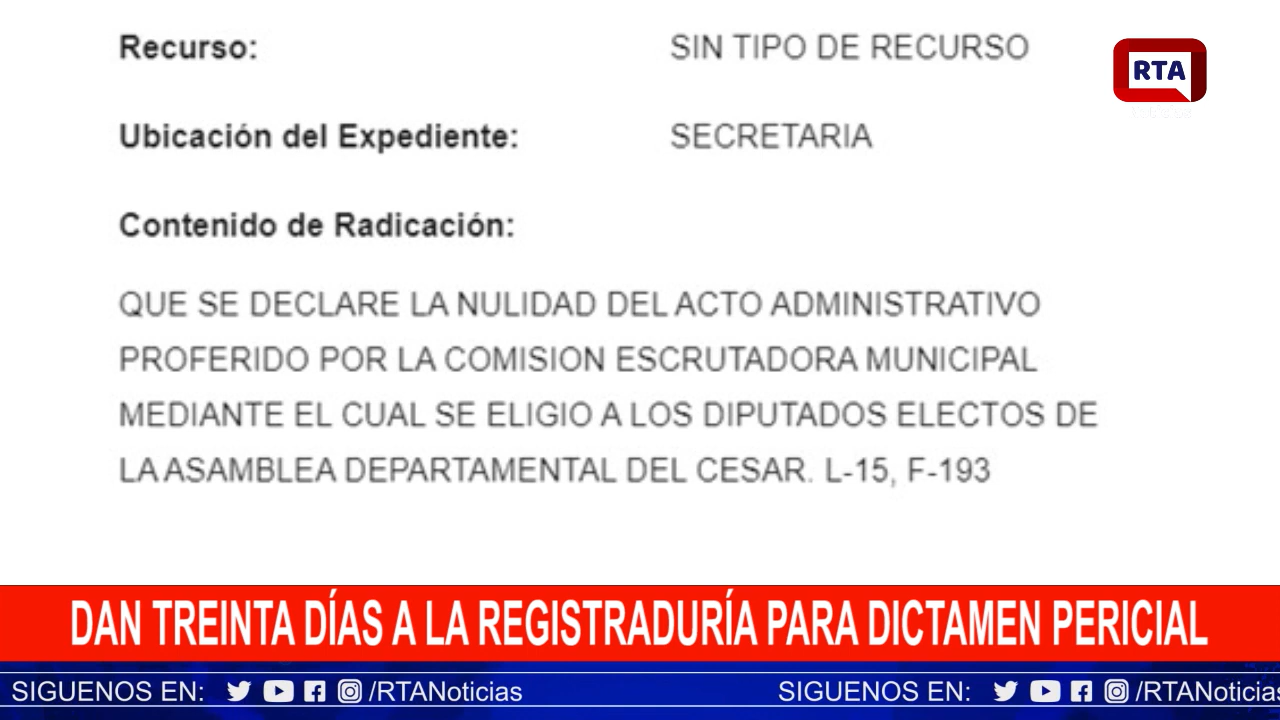 Recurso: SIN TIPO DE RECURSO
RTA
Ubicación del Expediente: SECRETARIA
Contenido de Radicación:
QUE SE DECLARE LA NULIDAD DEL ACTO ADMINISTRATIVO
PROFERIDO POR LA COMISION ESCRUTADORA MUNICIPAL
MEDIANTE EL CUAL SE ELIGIO A LOS DIPUTADOS ELECTOS DE
LA ASAMBLEA DEPARTAMENTAL DEL CESAR. L-15, F-193
DAN TREINTA DÍAS A LA REGISTRADURÍA PARA DICTAMEN PERICIAL
SIGUENOS EN: /RTANoticias SIGUENOS EN: /RTANoticias